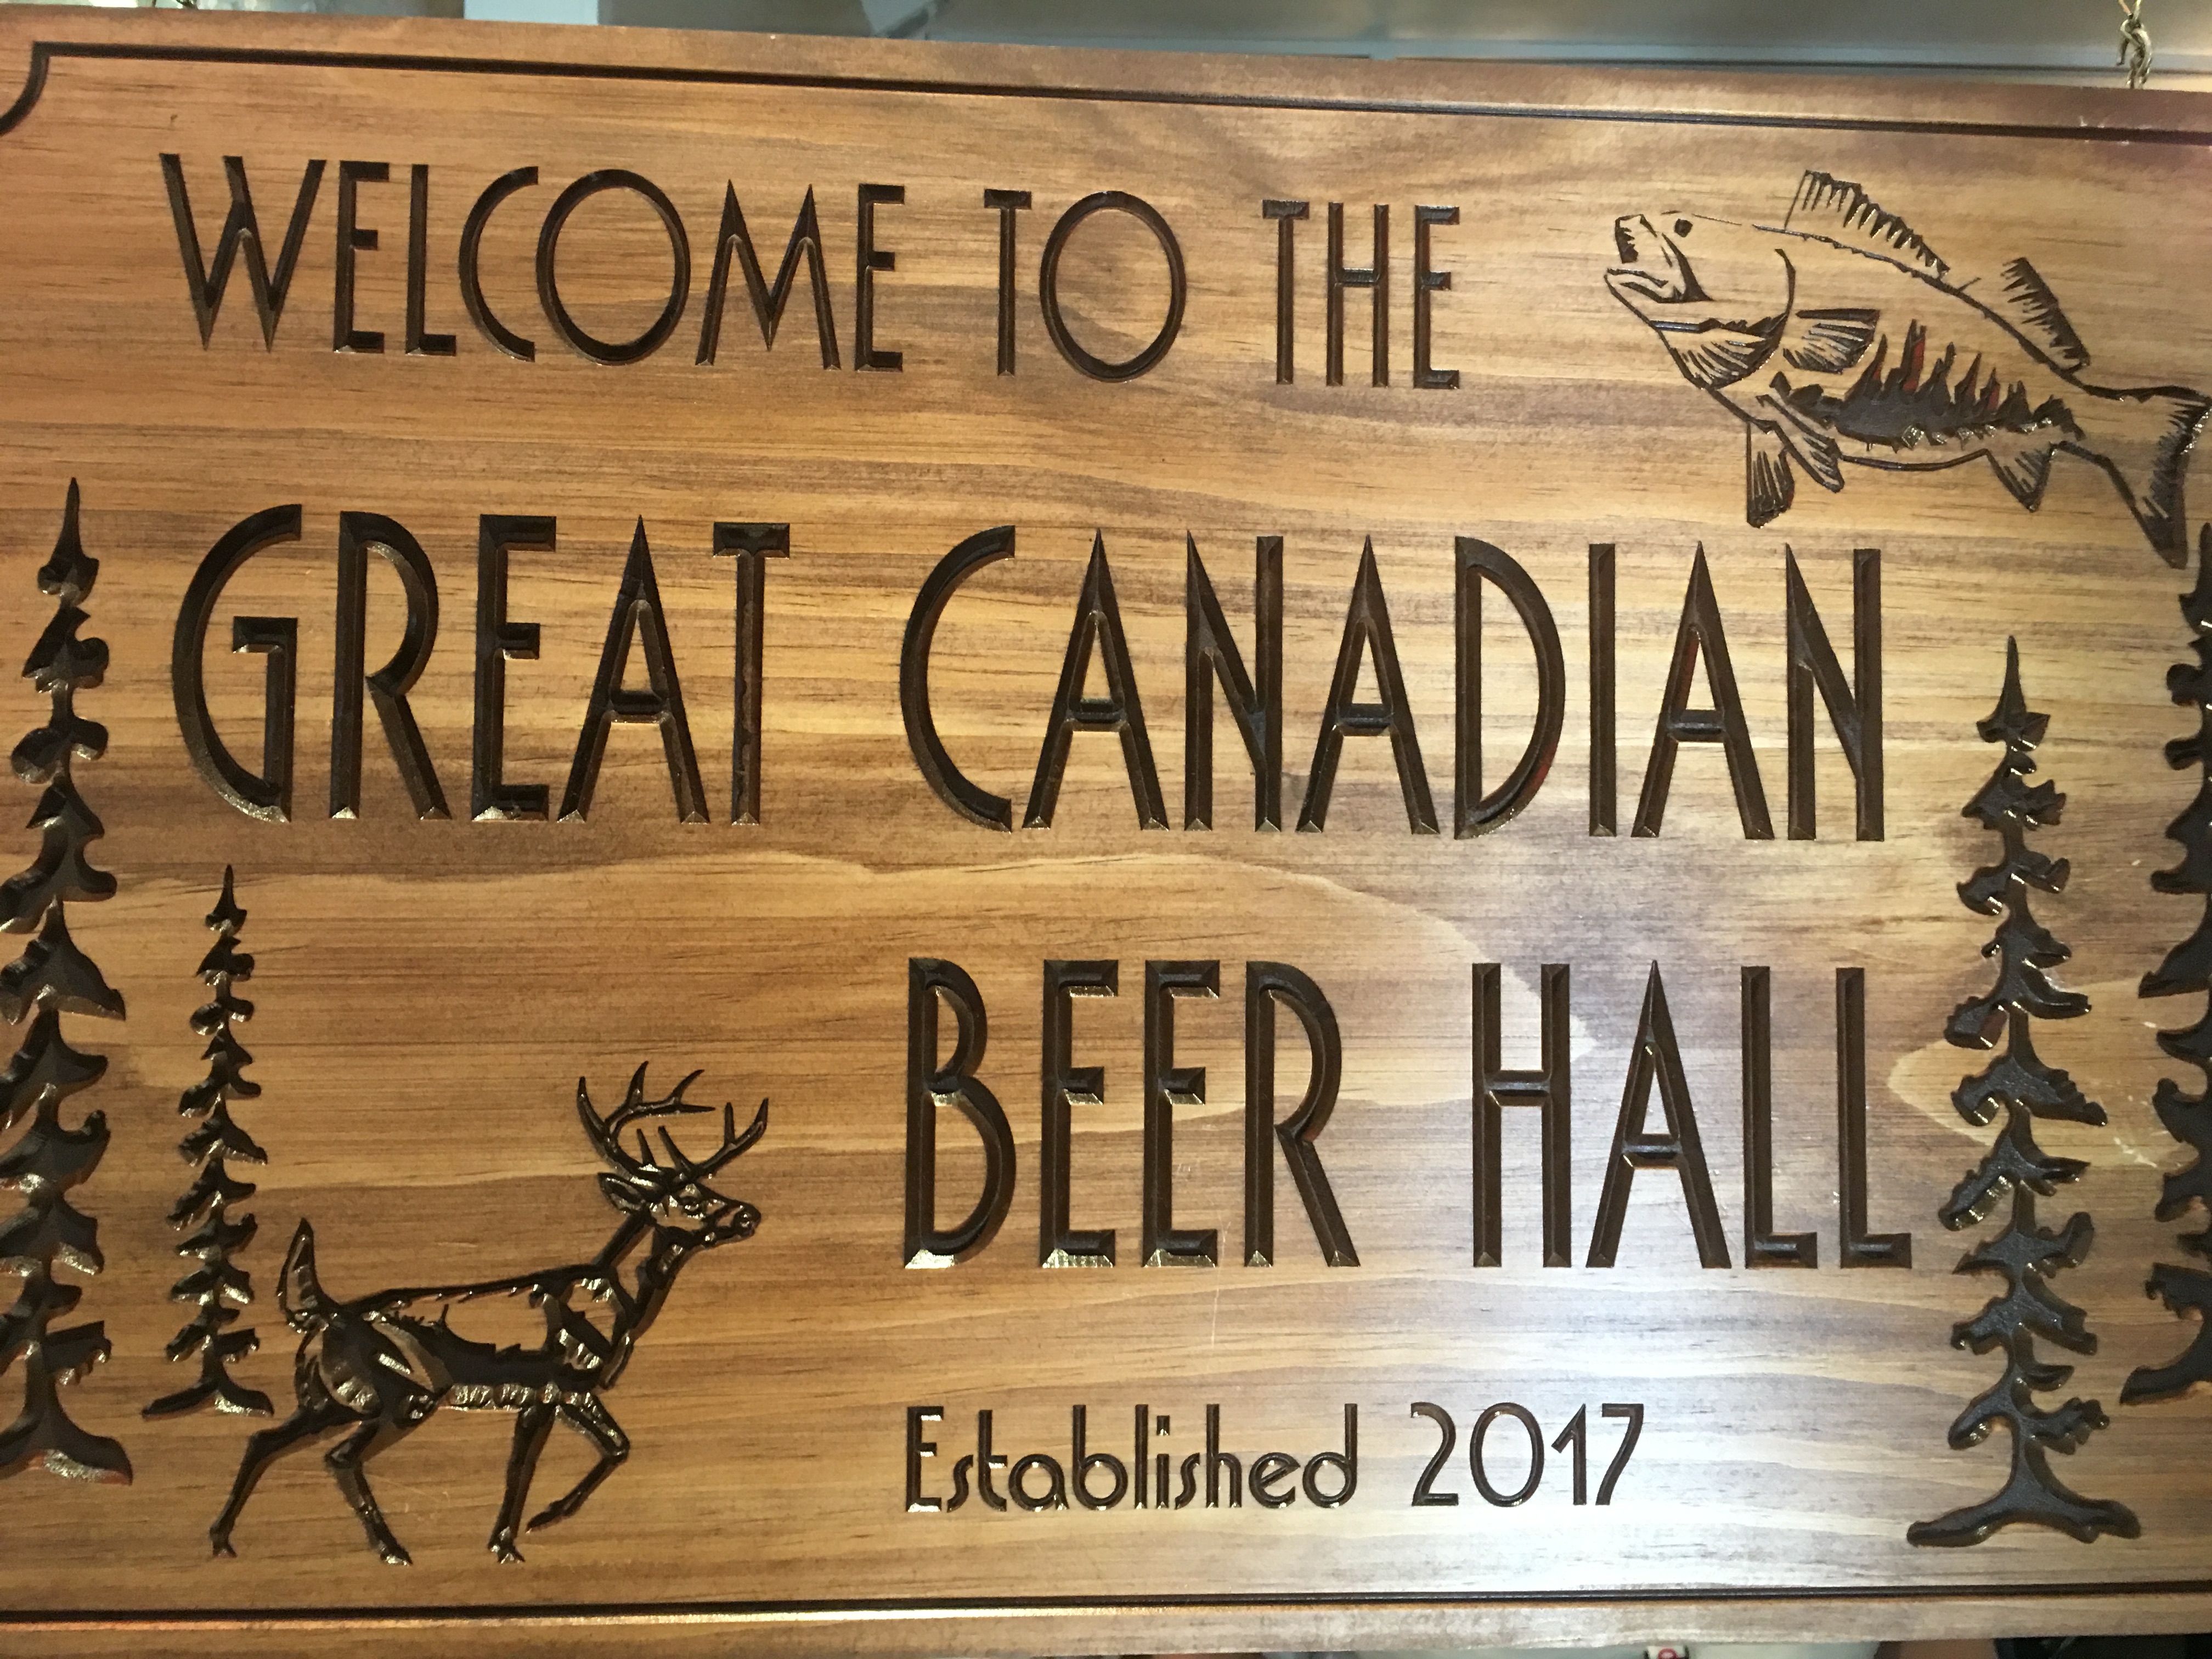 WELCOME TO THE
GREAT CANADIAN
BEER HALL
Established 2017